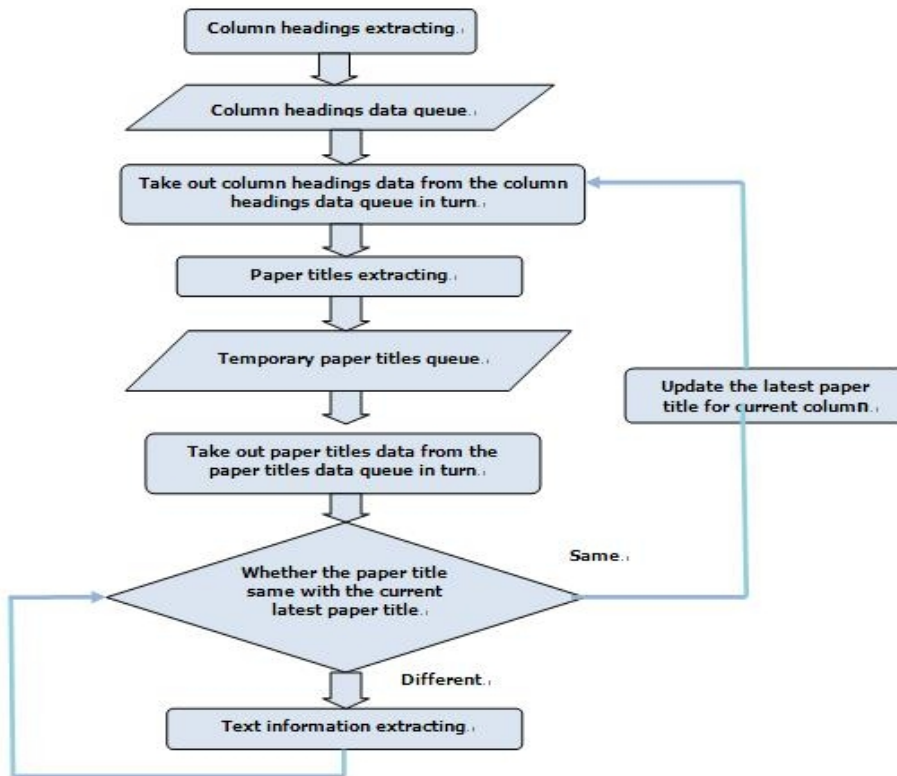 Column headings extracting.
Column headings data queue.
Take out column headings data from the column
headings data queue in turn.
Paper titles extracting.
Temporary paper titles queue.
Update the latest paper
title for current column.
Take out paper titles data from the
paper titles data queue in turn.
Same.
Whether the paper title
same with the current
latest paper title.
Different.
Text information extracting.